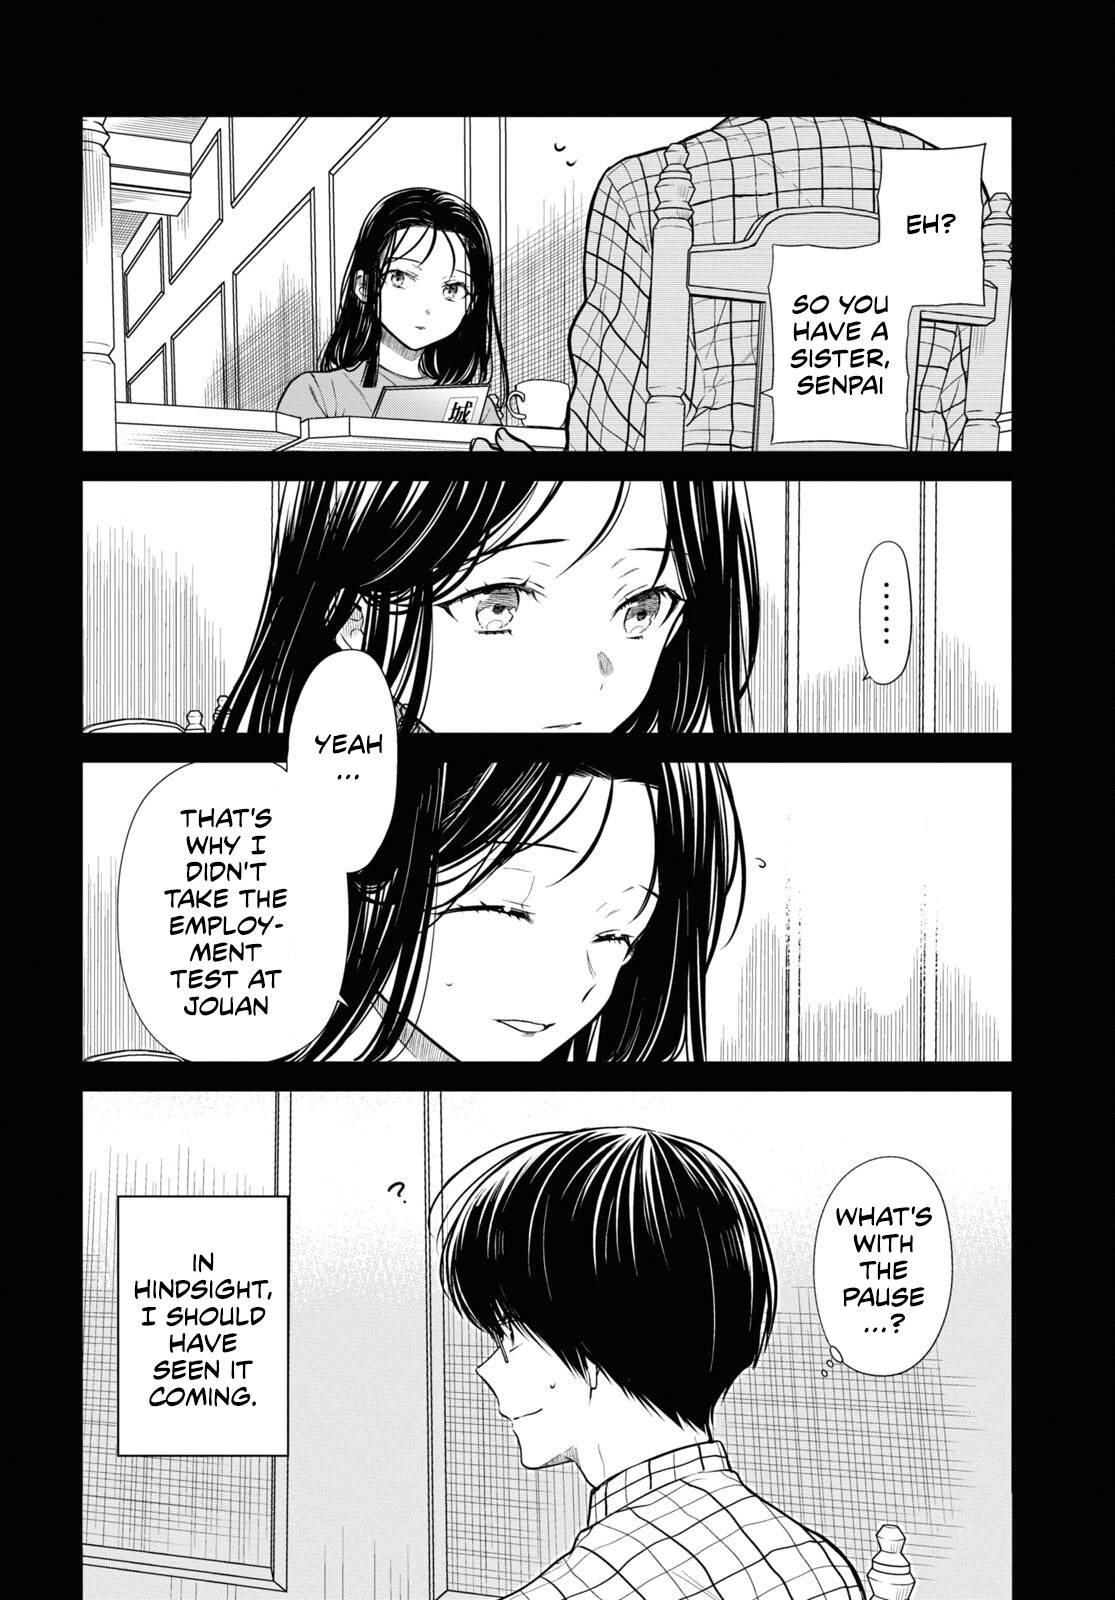 EH?
SO YOU
HAVE A
SISTER,
SENPAI
城
......
YEAH
...
THAT'S
WHY I
DIDN'T
TAKE THE
EMPLOY-
MENT
TEST AT
JOUAN
?
WHAT'S
WITH
THE
PAUSE
...?
IN
HINDSIGHT,
I SHOULD
HAVE
SEEN IT
COMING.